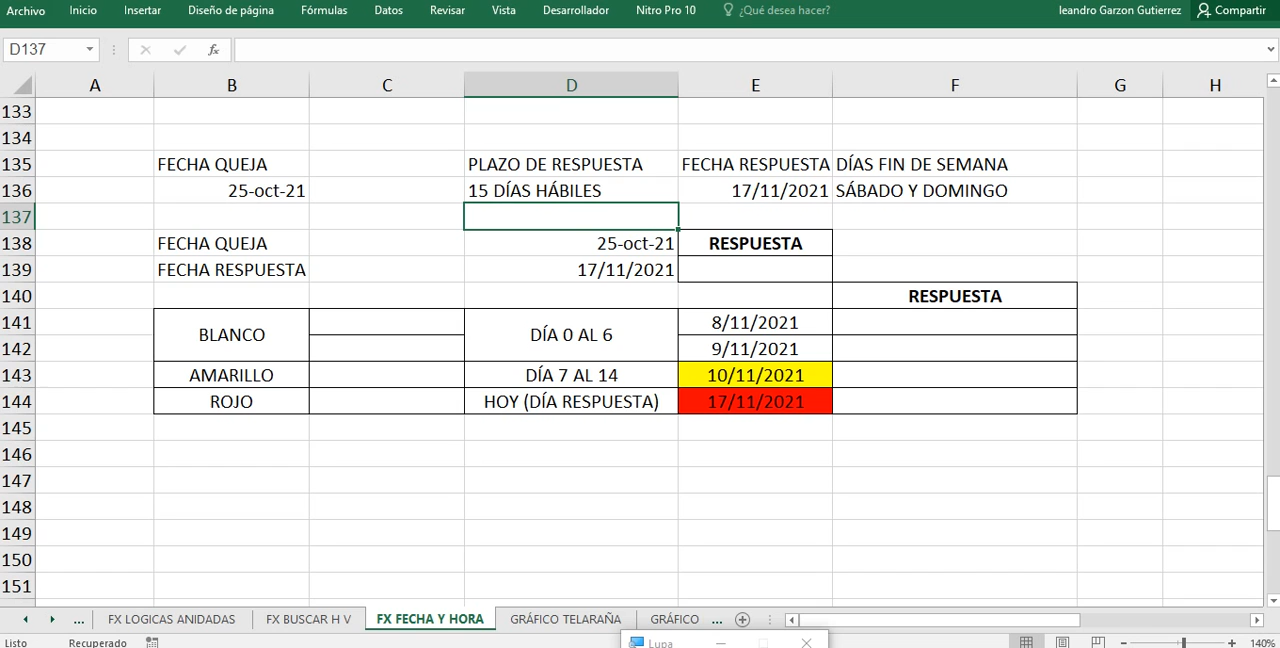 Archivo Inicio Insertar Diseño de página Fórmulas Datos Revisar Vista Desarrollador Nitro Pro 10 ¿Qué desea hacer? leandro Garzon Gutierrez Compartir
D137 fx
A B C D E F G H
133
134
135 FECHA QUEJA PLAZO DE RESPUESTA FECHA RESPUESTA DÍAS FIN DE SEMANA
136 25-oct-21 15 DÍAS HÁBILES 17/11/2021 SÁBADO Y DOMINGO
137
138 FECHA QUEJA 25-oct-21 RESPUESTA
139 FECHA RESPUESTA 17/11/2021
140 RESPUESTA
141 BLANCO DÍA 0 AL 6 8/11/2021
142 9/11/2021
143 AMARILLO DÍA 7 AL 14 10/11/2021
144 ROJO HOY (DÍA RESPUESTA) 17/11/2021
145
146
147
148
149
150
151
... FX LOGICAS ANIDADAS FX BUSCAR H V FX FECHA Y HORA GRÁFICO TELARAÑA GRÁFICO ...
Listo Recuperado Lupa 140%